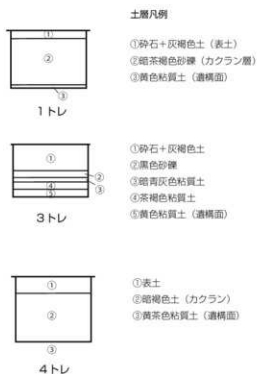 土層凡例
①
②
③
1トレ
①砕石＋灰褐色土（表土）
②暗茶褐色砂礫（カクラン層）
③黄色粘質土（遺構面）
①
②
③
④
⑤
3トレ
①砕石＋灰褐色土
②黒色砂礫
③暗青灰色粘質土
④茶褐色粘質土
⑤黄色粘質土（遺構面）
①
②
③
4トレ
①表土
②暗褐色土（カクラン）
③黄茶色粘質土（遺構面）